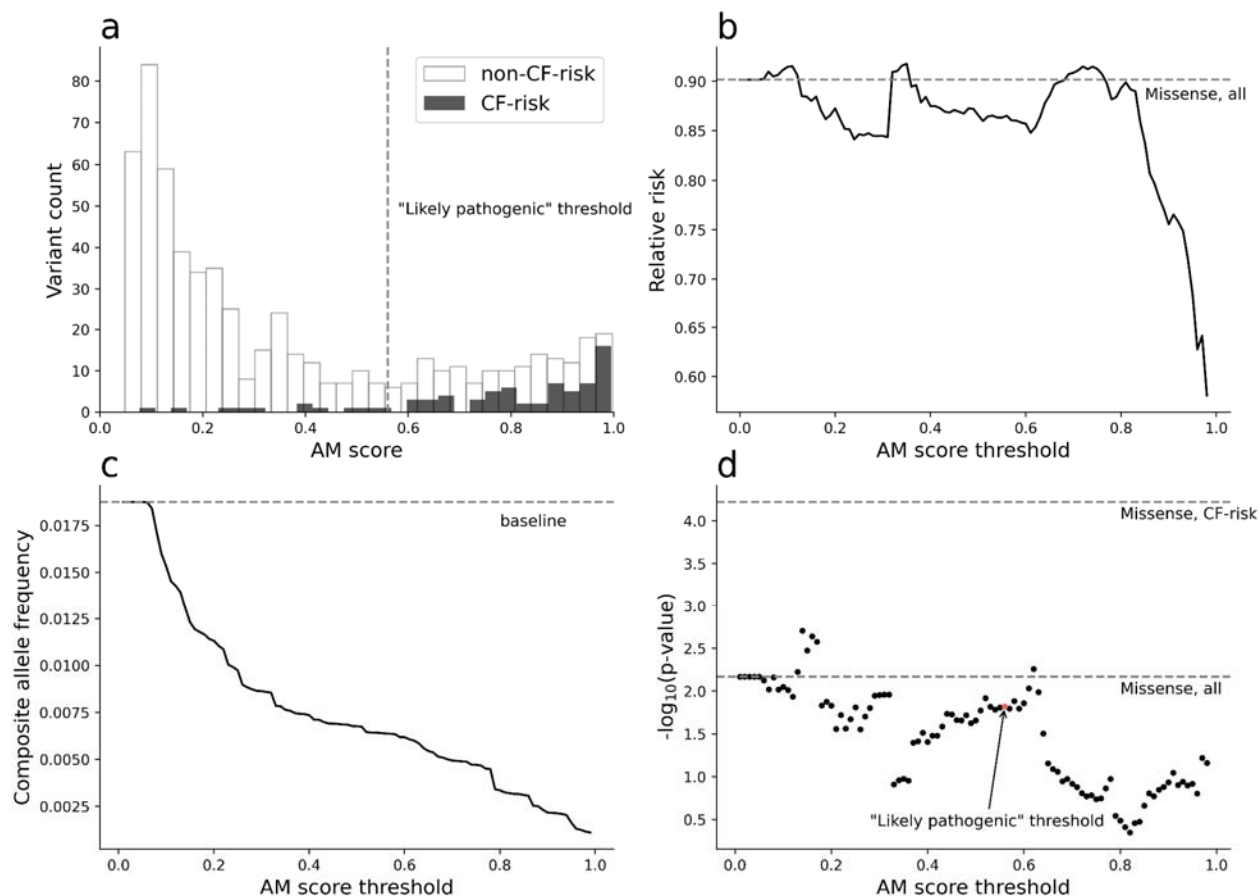 a
Variant count
80
70
60
50
40
30
20
10
0
non-CF-risk
CF-risk
"Likely pathogenic" threshold
0.0 0.2 0.4 0.6 0.8 1.0
AM score
b
Relative risk
0.90
0.85
0.80
0.75
0.70
0.65
0.60
Missense, all
0.0 0.2 0.4 0.6 0.8 1.0
AM score threshold
c
Composite allele frequency
0.0175
0.0150
0.0125
0.0100
0.0075
0.0050
0.0025
baseline
0.0 0.2 0.4 0.6 0.8 1.0
AM score threshold
d
-log10(p-value)
4.0
3.5
3.0
2.5
2.0
1.5
1.0
0.5
Missense, CF-risk
Missense, all
"Likely pathogenic" threshold
0.0 0.2 0.4 0.6 0.8 1.0
AM score threshold